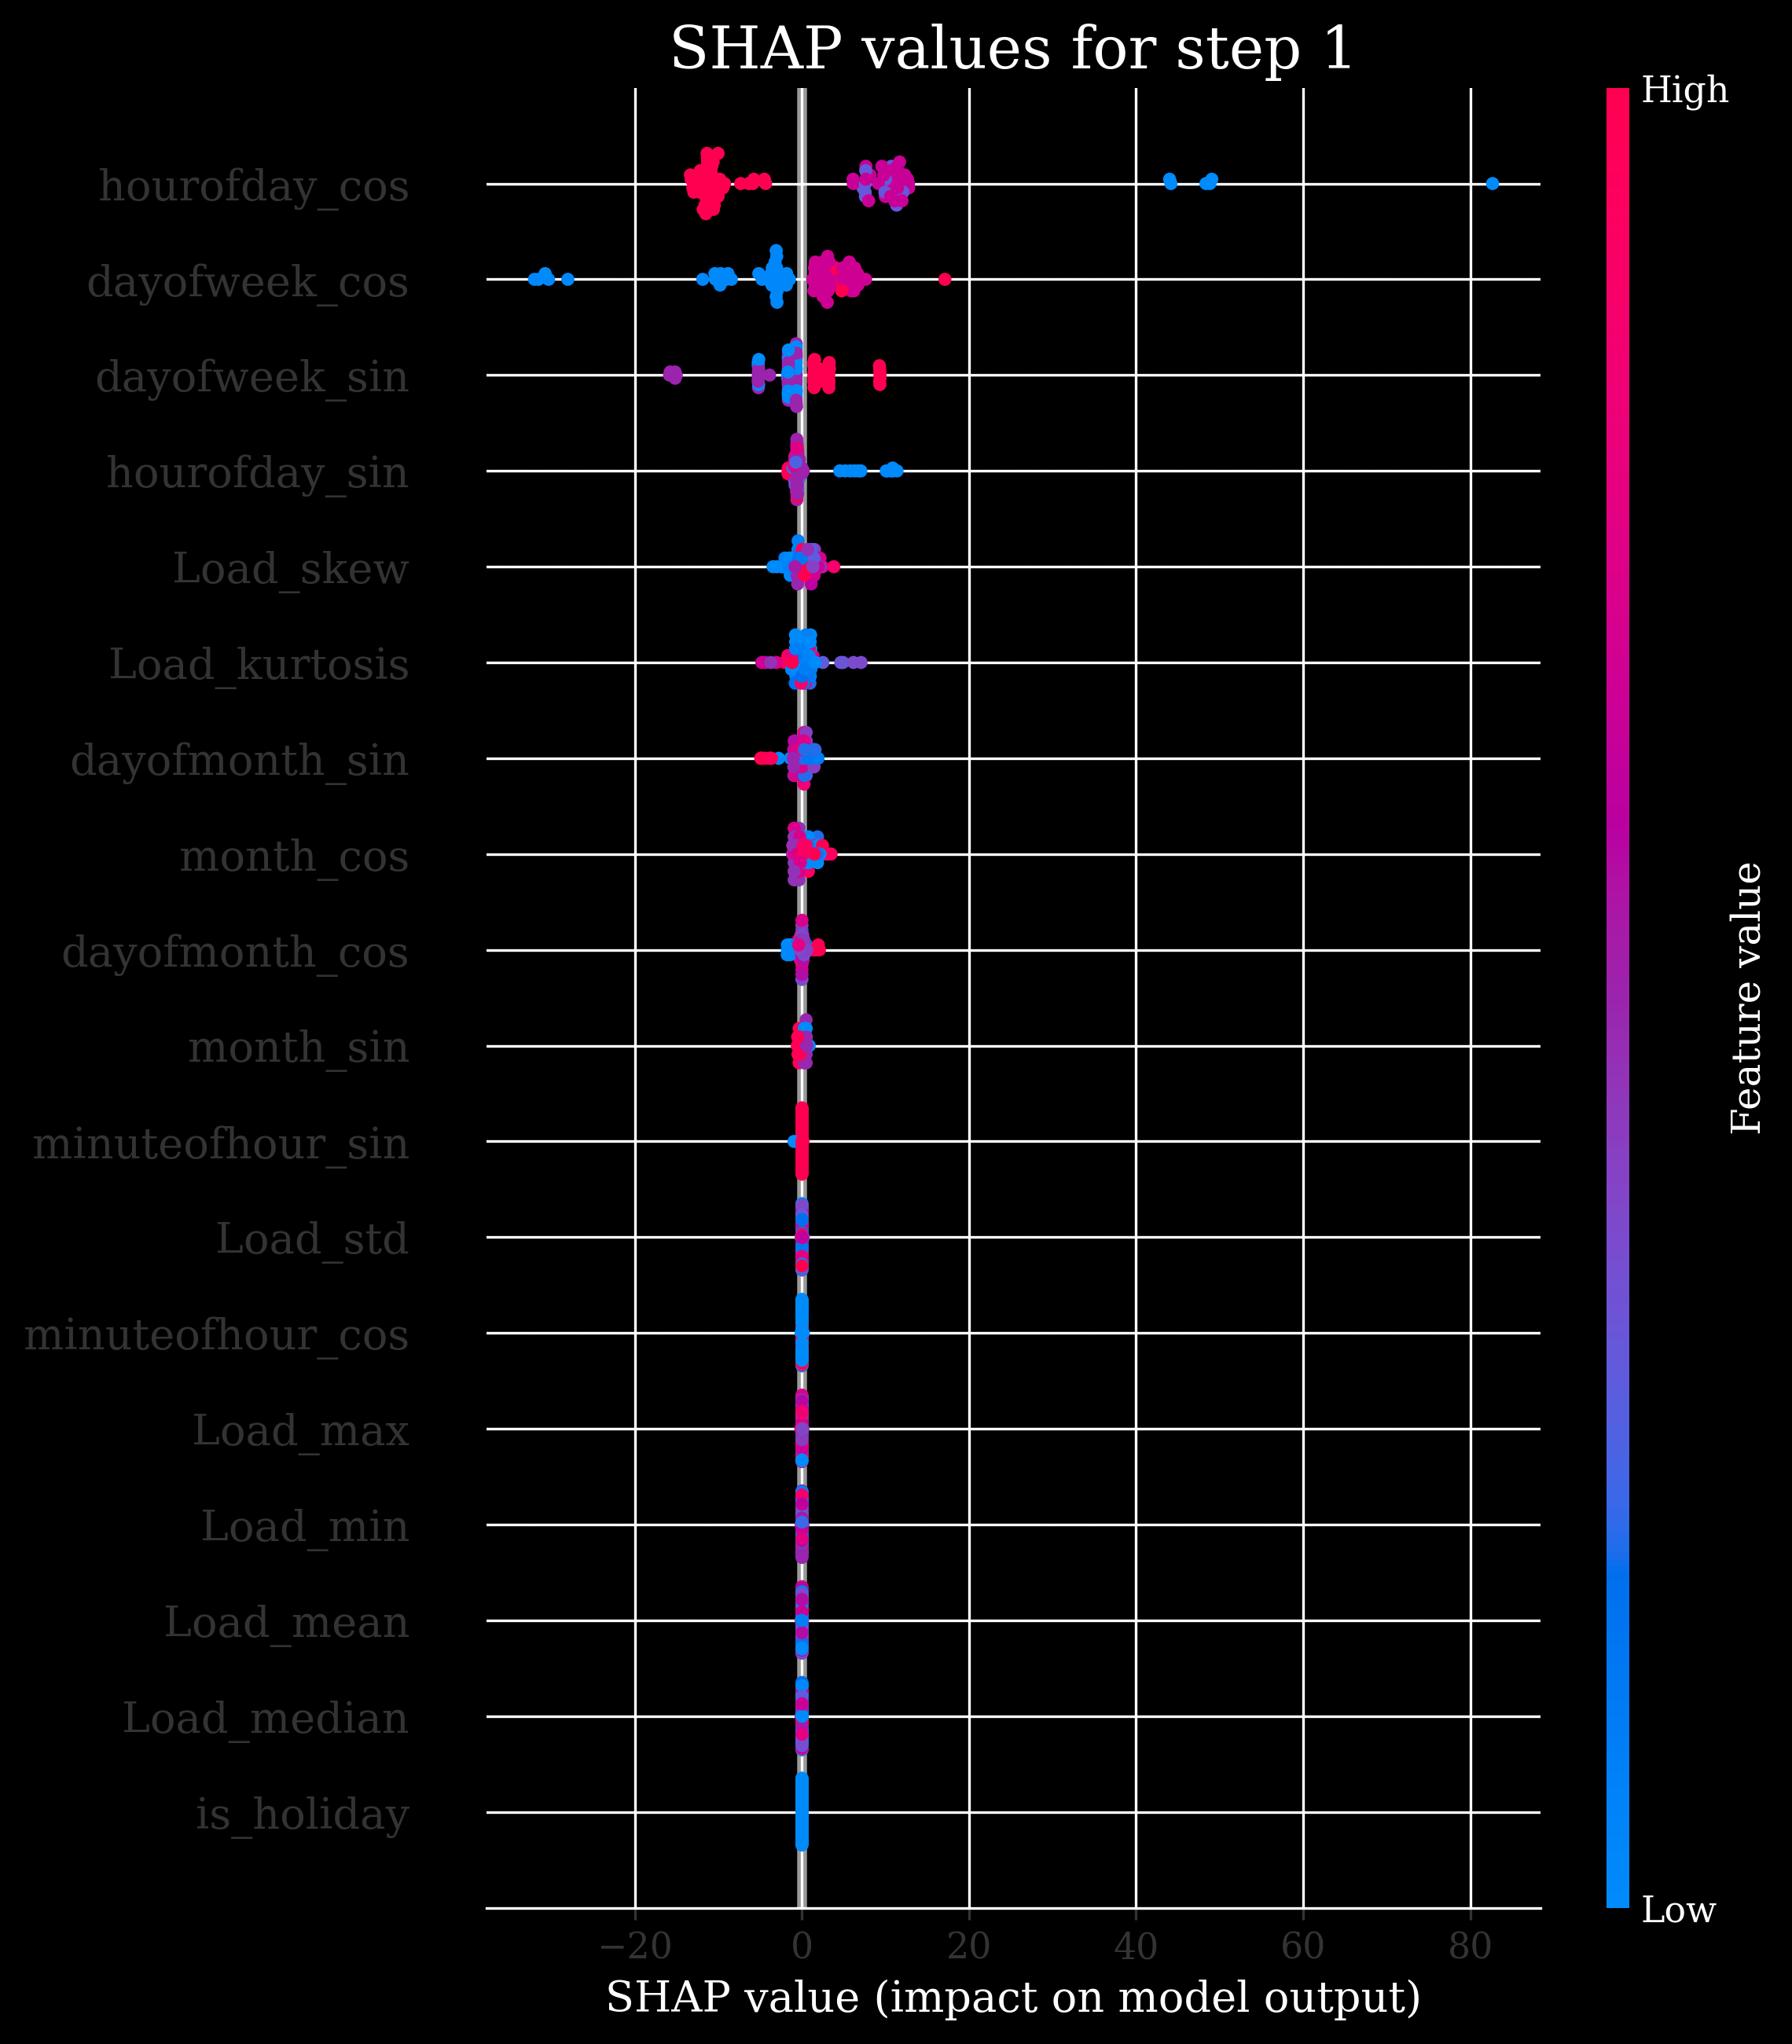 SHAP values for step 1
High
hourofday_cos
dayofweek_cos
dayofweek_sin
hourofday_sin
Load_skew
Load_kurtosis
dayofmonth_sin
month_cos
dayofmonth_cos
month_sin
minuteofhour_sin
Load_std
minuteofhour_cos
Load_max
Load_min
Load_mean
Load_median
is_holiday
Feature value
Low
−20 0 20 40 60 80
SHAP value (impact on model output)